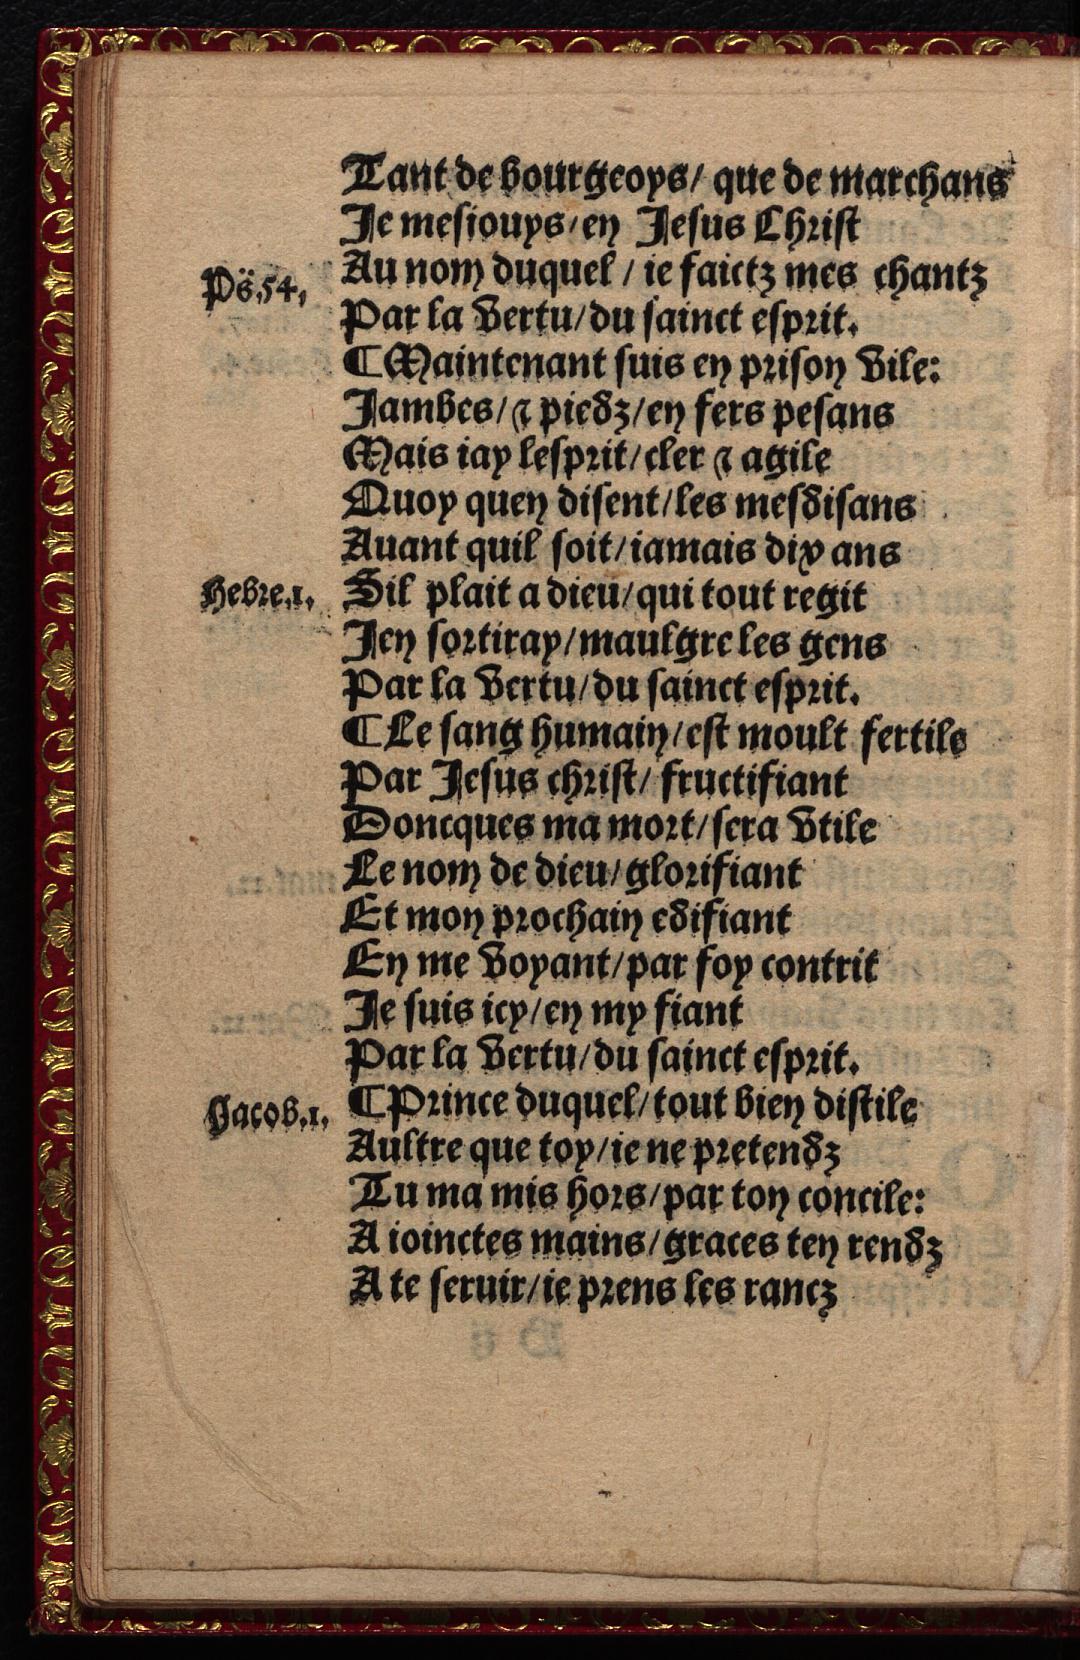 Tant de bourgeoys/ que de marchans
Je mesiouys/en Jesus Christ
Au nom duquel / ie faictz mes chantz
Ps.54.
Par la vertu/du sainct esprit.
¶Maintenant suis en prison vile:
Jambes/⁊ piedz/en fers pesans
Mais iay lesprit/cler ⁊ agile
Quoy quen disent/les mesdisans
Auant quil soit/iamais dix ans
Hebre.1. Sil plait a dieu/qui tout regit
Jen sortiray/maulgre les gens
Par la vertu/du sainct esprit.
¶Le sang humain/est moult fertile
Par Jesus christ/ fructifiant
Doncques ma mort/sera vtile
Le nom de dieu/glorifiant
Et mon prochain edifiant
En me voyant/par foy contrit
Je suis icy/en my fiant
Par la vertu/du sainct esprit.
Jacob.1. ¶Prince duquel/tout bien distile
Aultre que toy/ie ne pretendz
Tu ma mis hors/par ton concile:
A ioinctes mains/graces ten rendz
A te seruir/ie prens les rancz